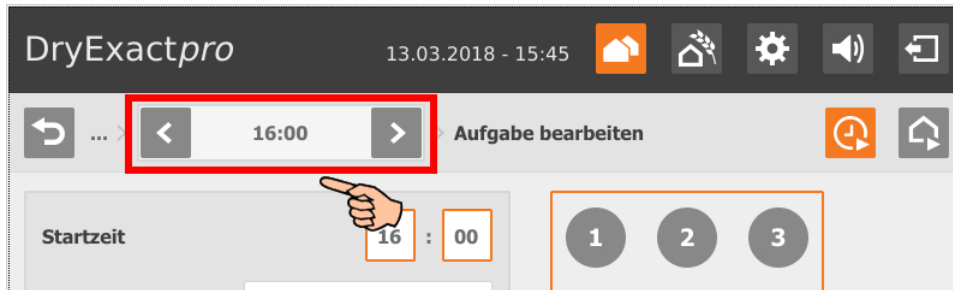 DryExactpro 13.03.2018 - 15:45
... > < 16:00 > > Aufgabe bearbeiten
Startzeit 16 : 00 1 2 3